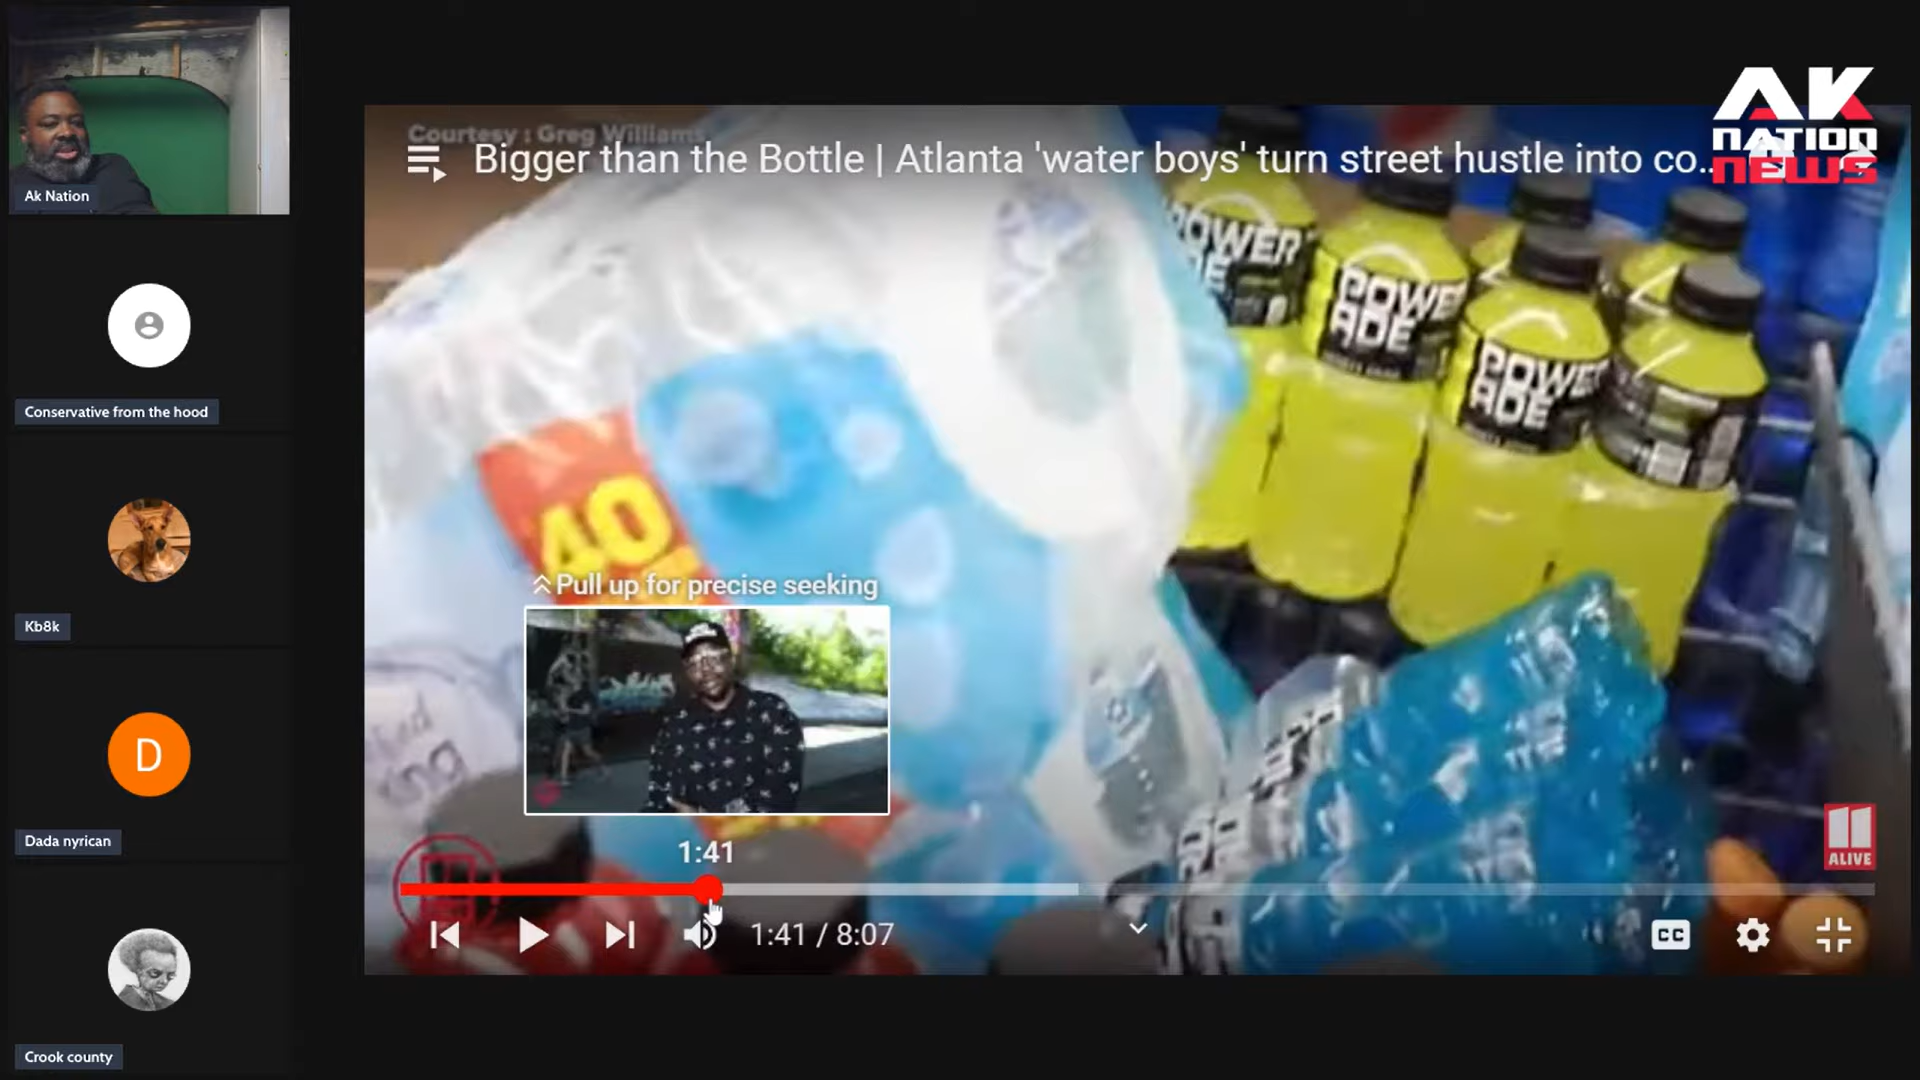 Ak Nation
Conservative from the hood
Kb8k
D
Dada nyrican
Crook county
AK
NATION
NEWS
Courtesy : Greg Williams
Bigger than the Bottle | Atlanta 'water boys' turn street hustle into co...
POWER
ADE
POWER
ADE
40
Pull up for precise seeking
1:41
1:41 / 8:07
CC
11
ALIVE